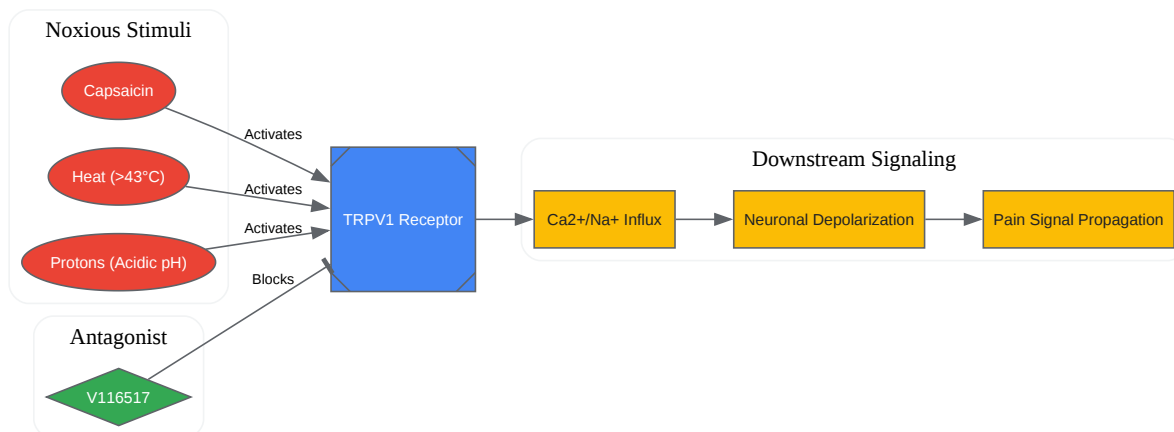 Noxious Stimuli
Capsaicin
Activates
Heat (>43°C)
Activates
Protons (Acidic pH)
Activates
Blocks
Antagonist
V116517
TRPV1 Receptor
Downstream Signaling
Ca2+/Na+ Influx
Neuronal Depolarization
Pain Signal Propagation